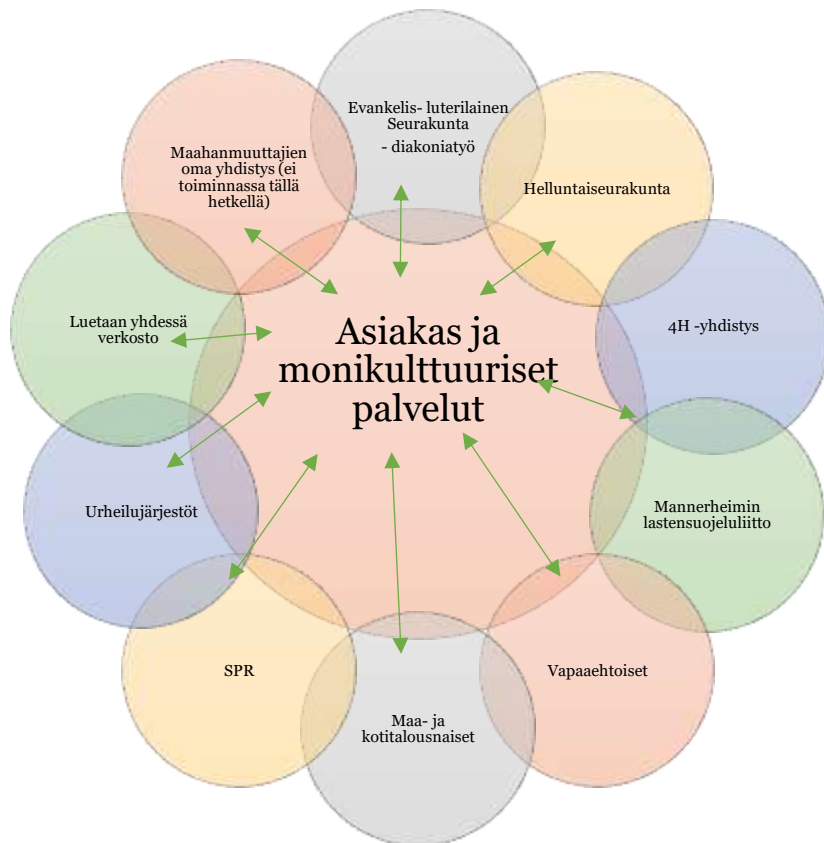 Evankelis- luterilainen
Seurakunta
- diakoniatyö
Helluntaiseurakunta
4H -yhdistys
Mannerheimin
lastensuojeluliitto
Vapaaehtoiset
Maa- ja
kotitalousnaiset
SPR
Urheilujärjestöt
Luetaan yhdessä
verkosto
Maahanmuuttajien
oma yhdistys (ei
toiminnassa tällä
hetkellä)
Asiakas ja
monikulttuuriset
palvelut